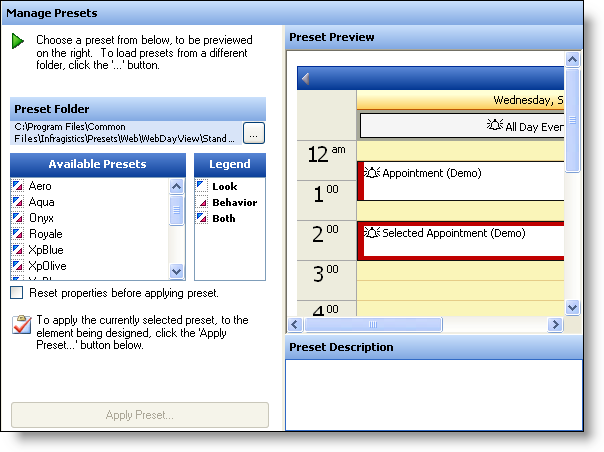 Manage Presets
Choose a preset from below, to be previewed
on the right. To load presets from a different
folder, click the '...' button.
Preset Folder
C:\Program Files\Common
Files\Infragistics\Presets\Web\WebDayView\Stand ...
...
Available Presets
Aero
Aqua
Onyx
Royale
XpBlue
XpOlive
Legend
Look
Behavior
Both
Reset properties before applying preset.
To apply the currently selected preset, to the
element being designed, click the 'Apply
Preset...' button below.
Apply Preset...
Preset Preview
Wednesday, S
All Day Ever
12 am
Appointment (Demo)
1 00
2 00
Selected Appointment (Demo)
3 00
4 00
Preset Description